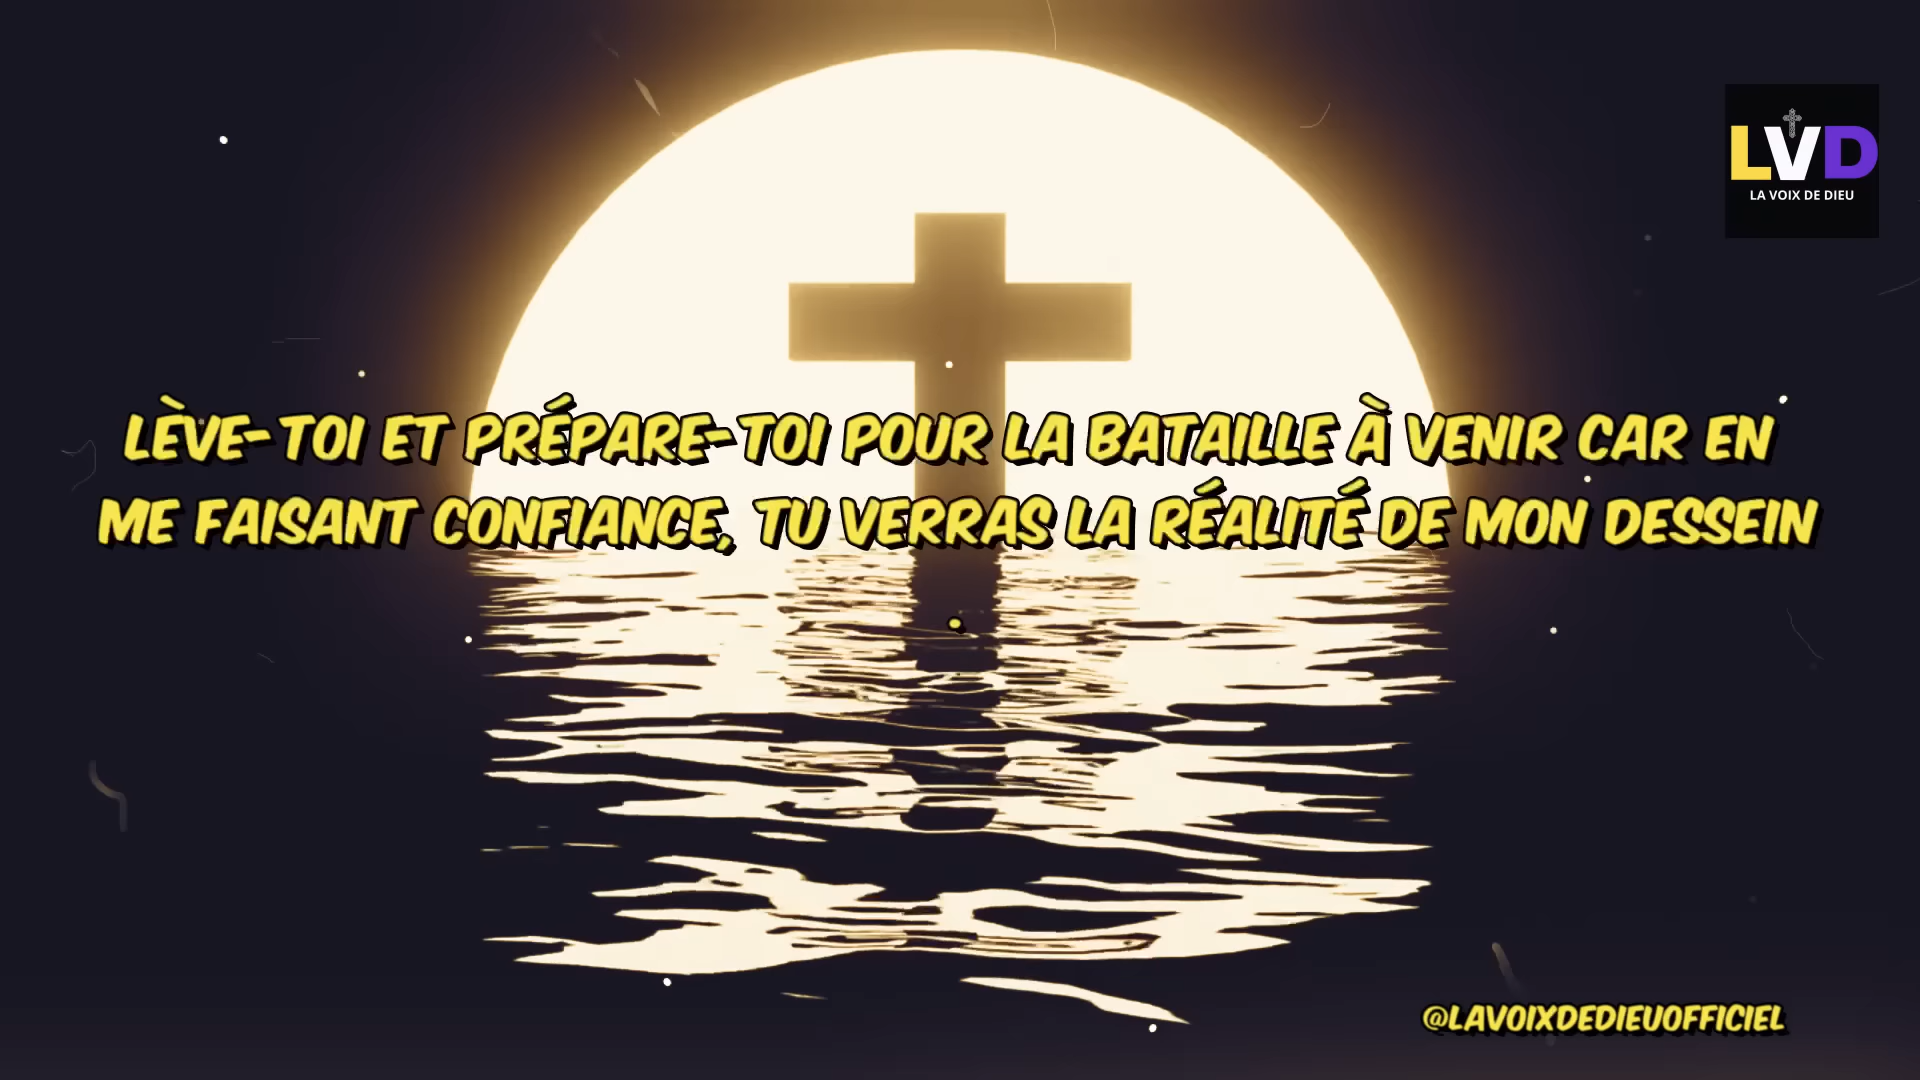 LVD
LA VOIX DE DIEU
LÈVE-TOI ET PRÉPARE-TOI POUR LA BATAILLE À VENIR CAR EN
ME FAISANT CONFIANCE, TU VERRAS LA RÉALITÉ DE MON DESSEIN
.
@LAVOIXDEDIEUOFFICIEL